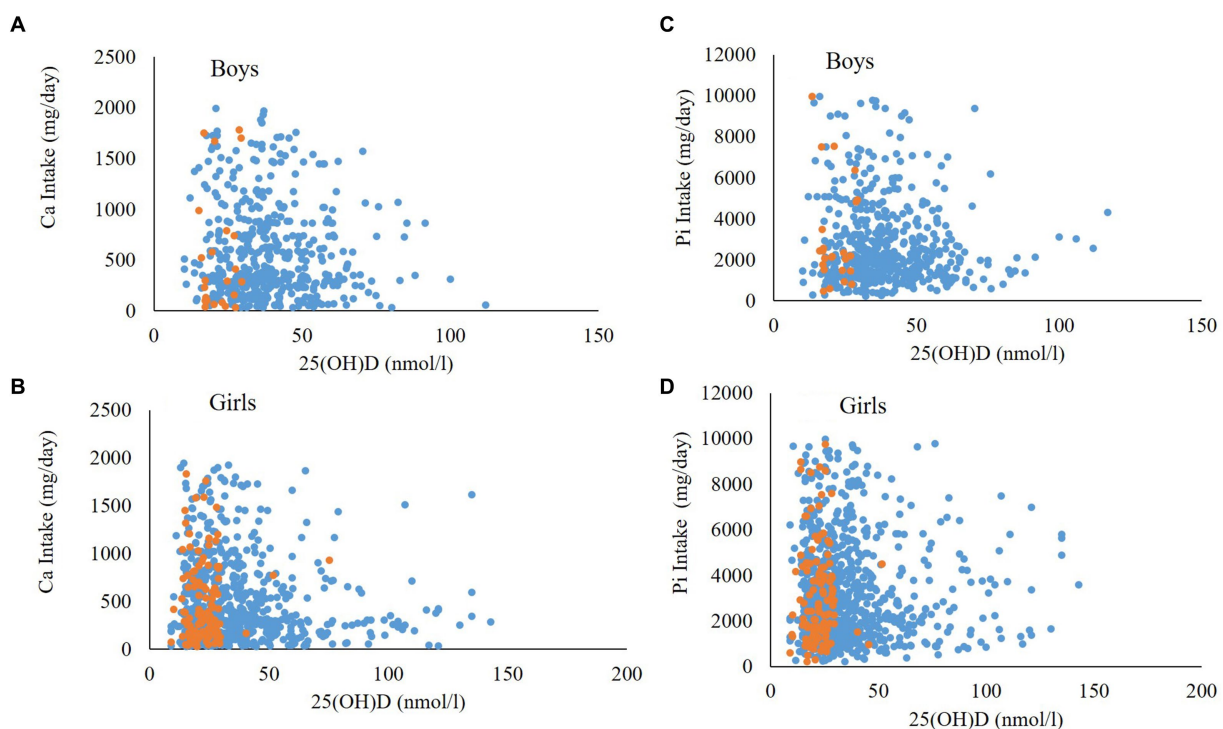 A
Boys
Ca Intake (mg/day)
2500
2000
1500
1000
500
0
0 50 100 150
25(OH)D (nmol/l)
C
Boys
Pi Intake (mg/day)
12000
10000
8000
6000
4000
2000
0
0 50 100 150
25(OH)D (nmol/l)
B
Girls
Ca Intake (mg/day)
2500
2000
1500
1000
500
0
0 50 100 150 200
25(OH)D (nmol/l)
D
Girls
Pi Intake (mg/day)
12000
10000
8000
6000
4000
2000
0
0 50 100 150 200
25(OH)D (nmol/l)